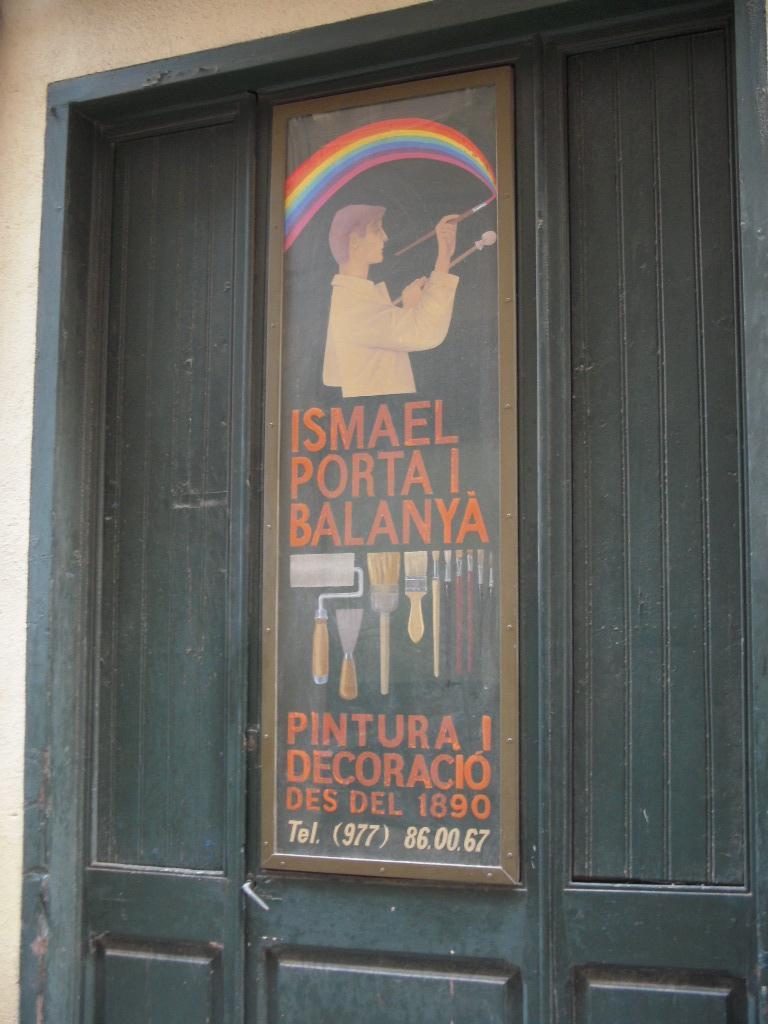 ISMAEL
PORTA I
BALANYÀ
PINTURA I
DECORACIÓ
DES DEL 1890
Tel. (977) 86.00.67